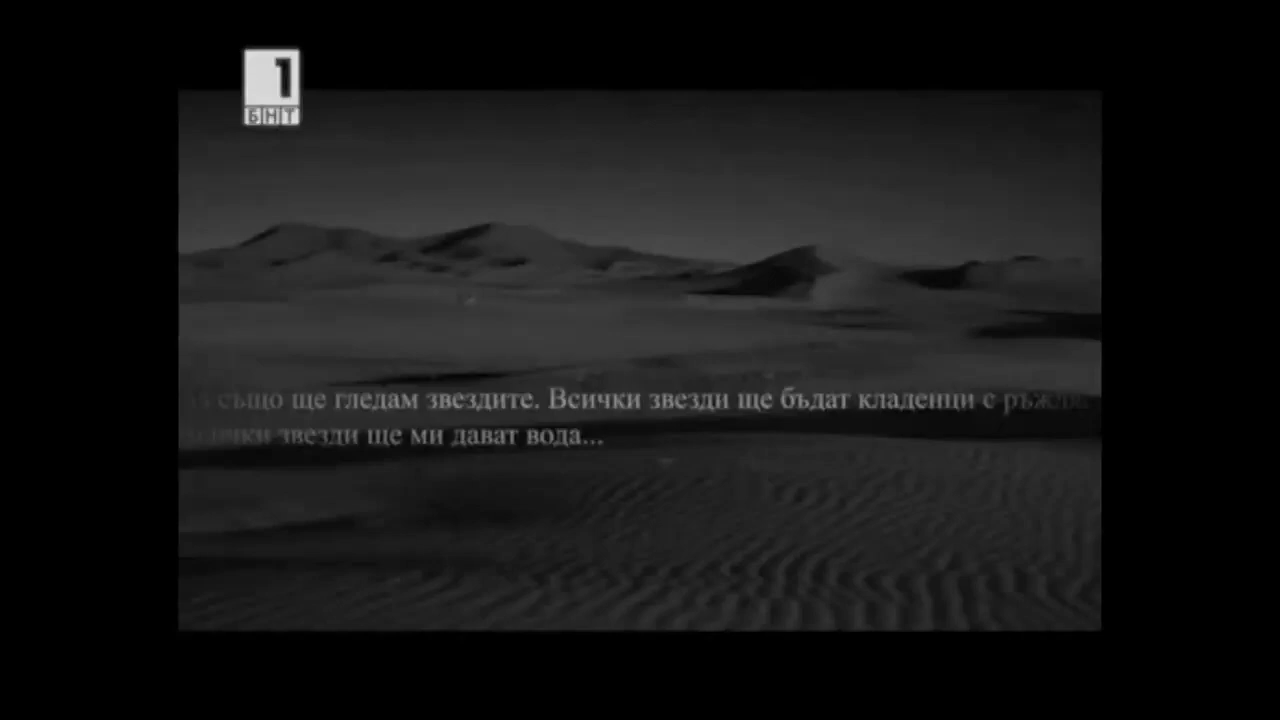 1
БНТ
също ще гледам звездите. Всички звезди ще бъдат кладенци с
звезди ще ми дават вода...